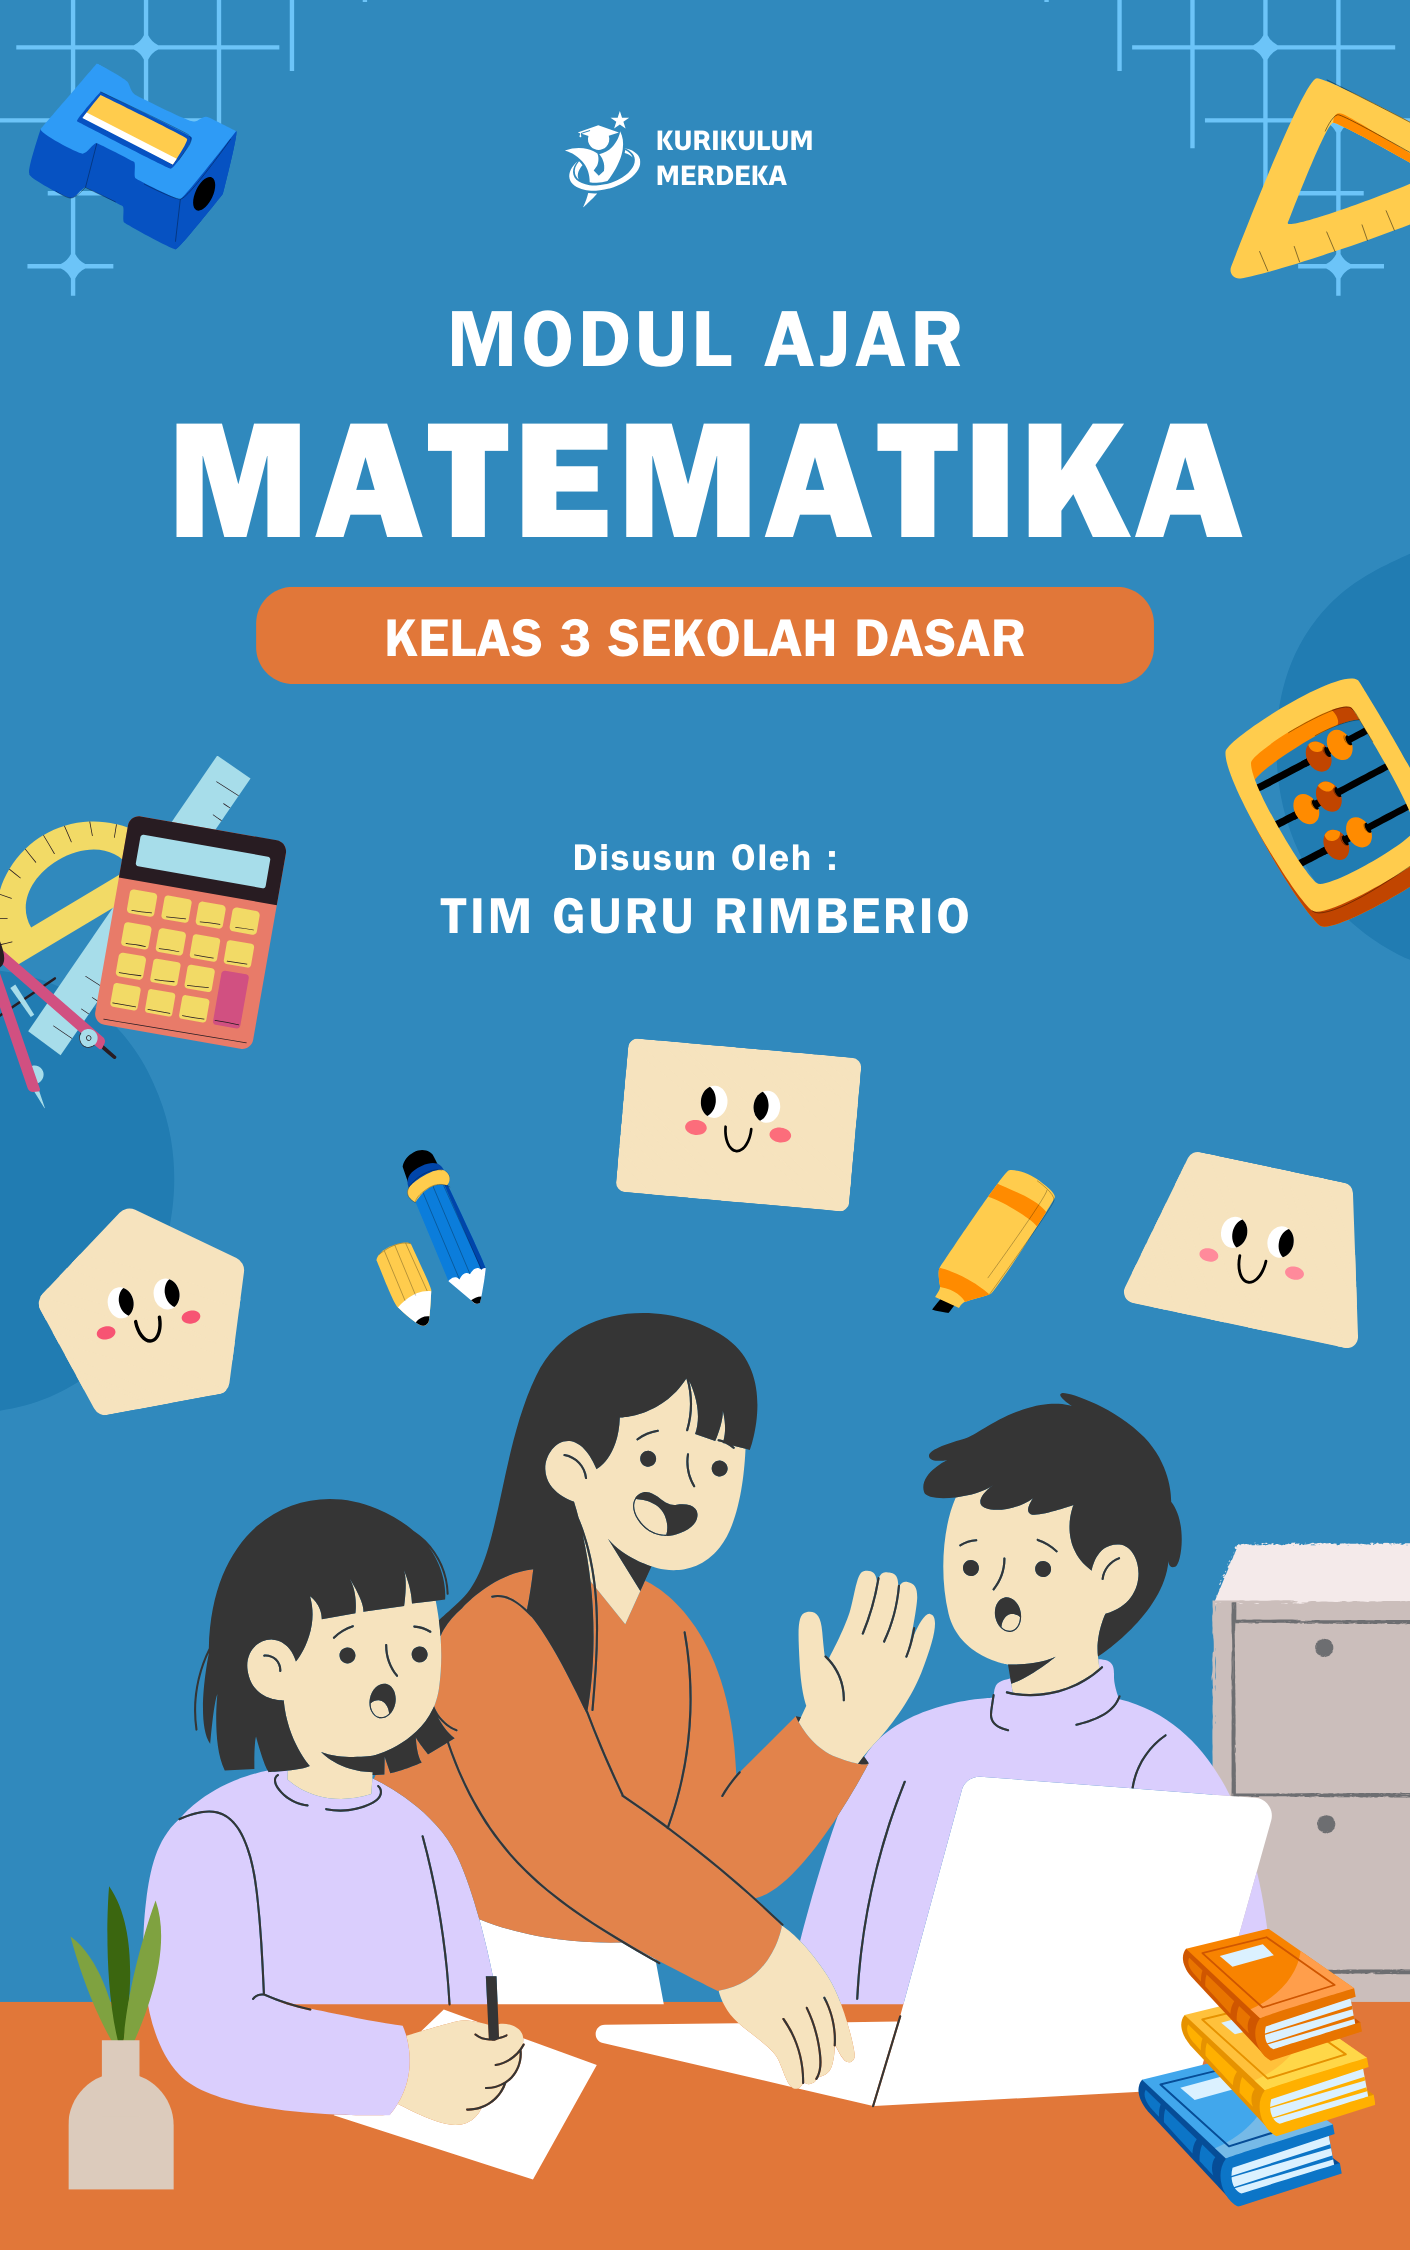 KURIKULUM
MERDEKA
MODUL AJAR
MATEMATIKA
KELAS 3 SEKOLAH DASAR
Disusun Oleh :
TIM GURU RIMBERIO